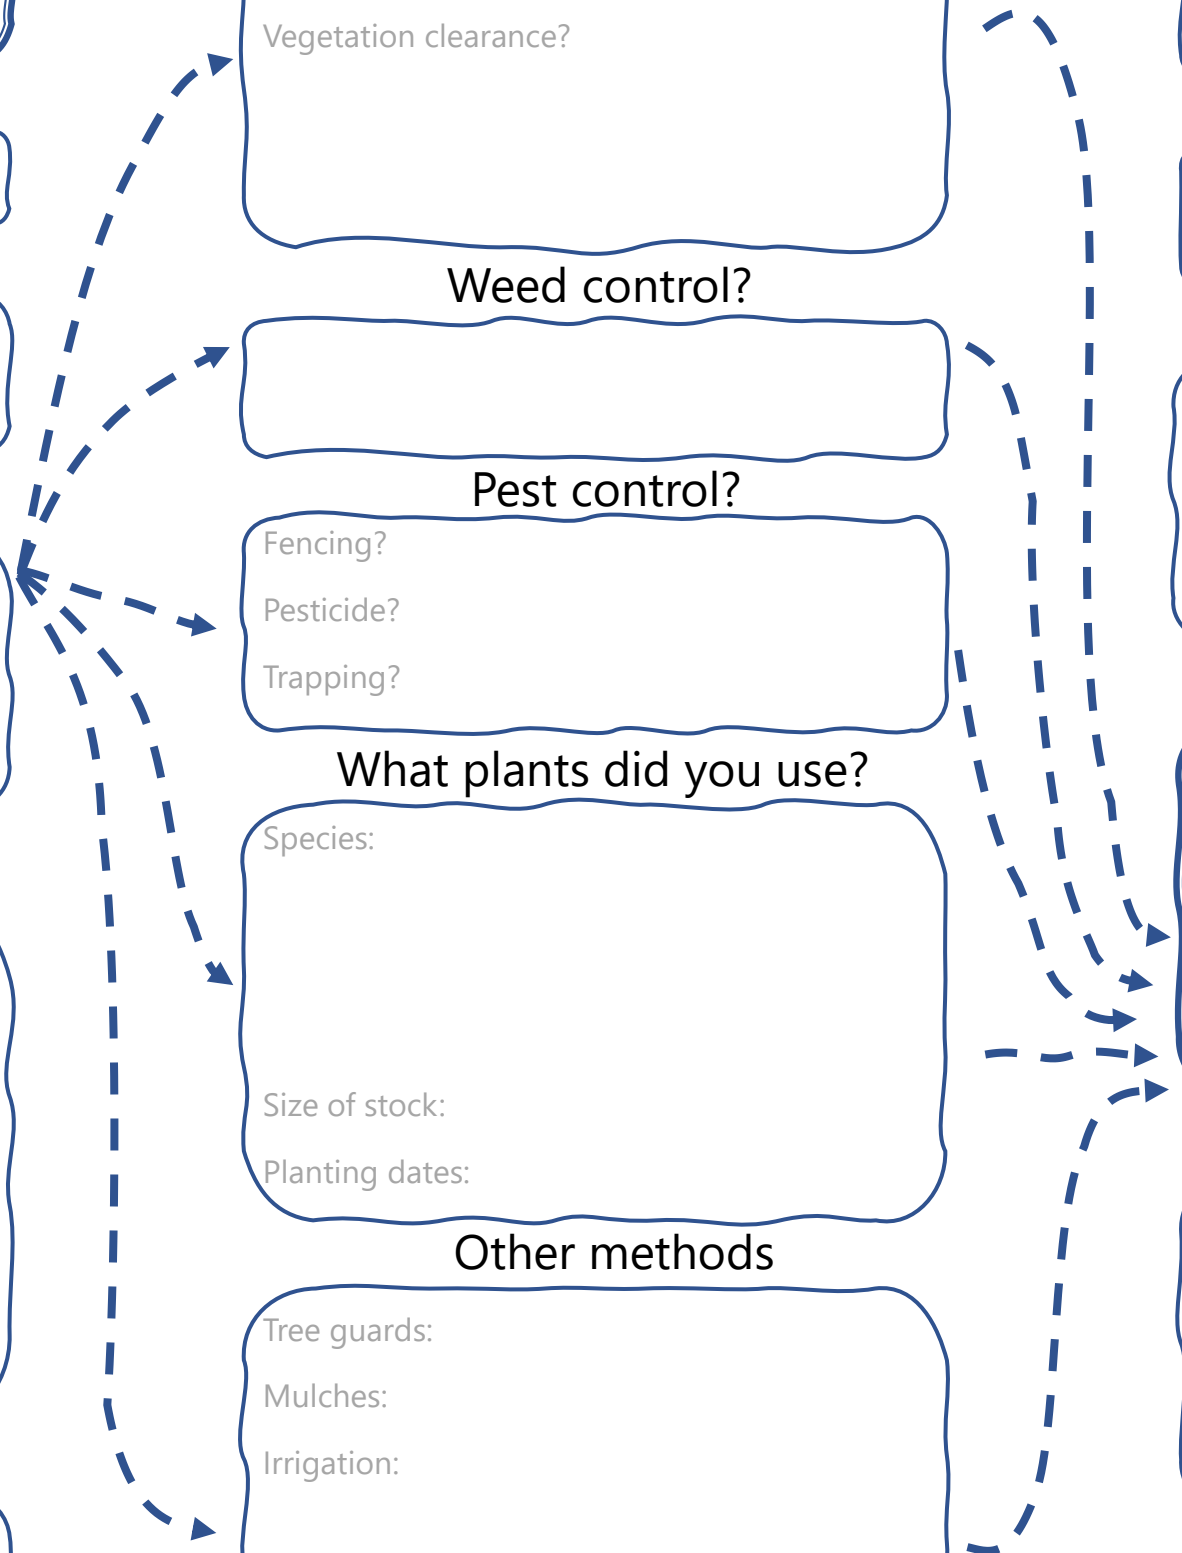 Vegetation clearance?
Weed control?
Pest control?
Fencing?
Pesticide?
Trapping?
What plants did you use?
Species:
Size of stock:
Planting dates:
Other methods
Tree guards:
Mulches:
Irrigation: